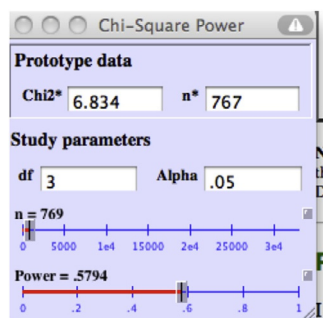 Chi-Square Power
Prototype data
Chi2* 6.834 n* 767
Study parameters
df 3 Alpha .05
n = 769
0 5000 1e4 15000 2e4 25000 3e4
Power = .5794
0 .2 .4 .6 .8 1